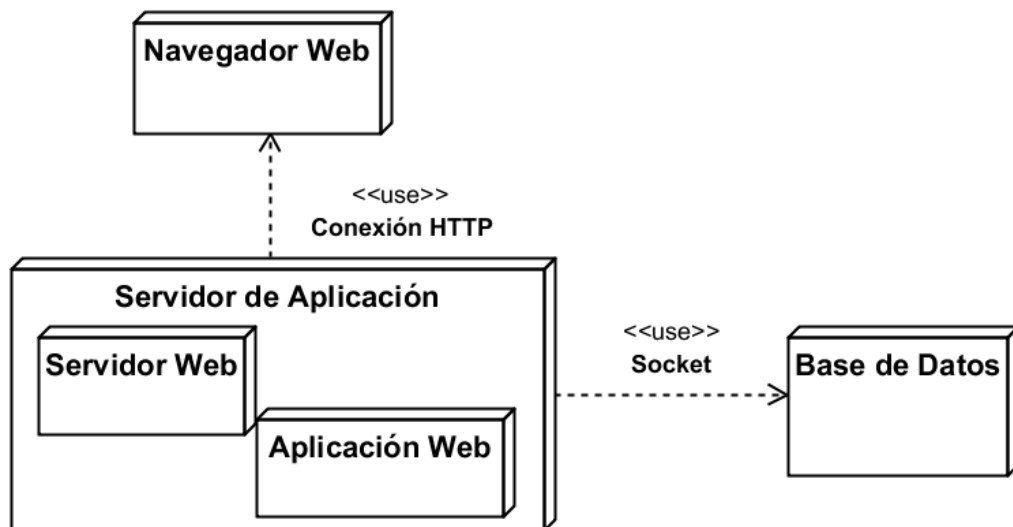 Navegador Web
<<use>>
Conexión HTTP
Servidor de Aplicación
Servidor Web
Aplicación Web
<<use>>
Socket
Base de Datos